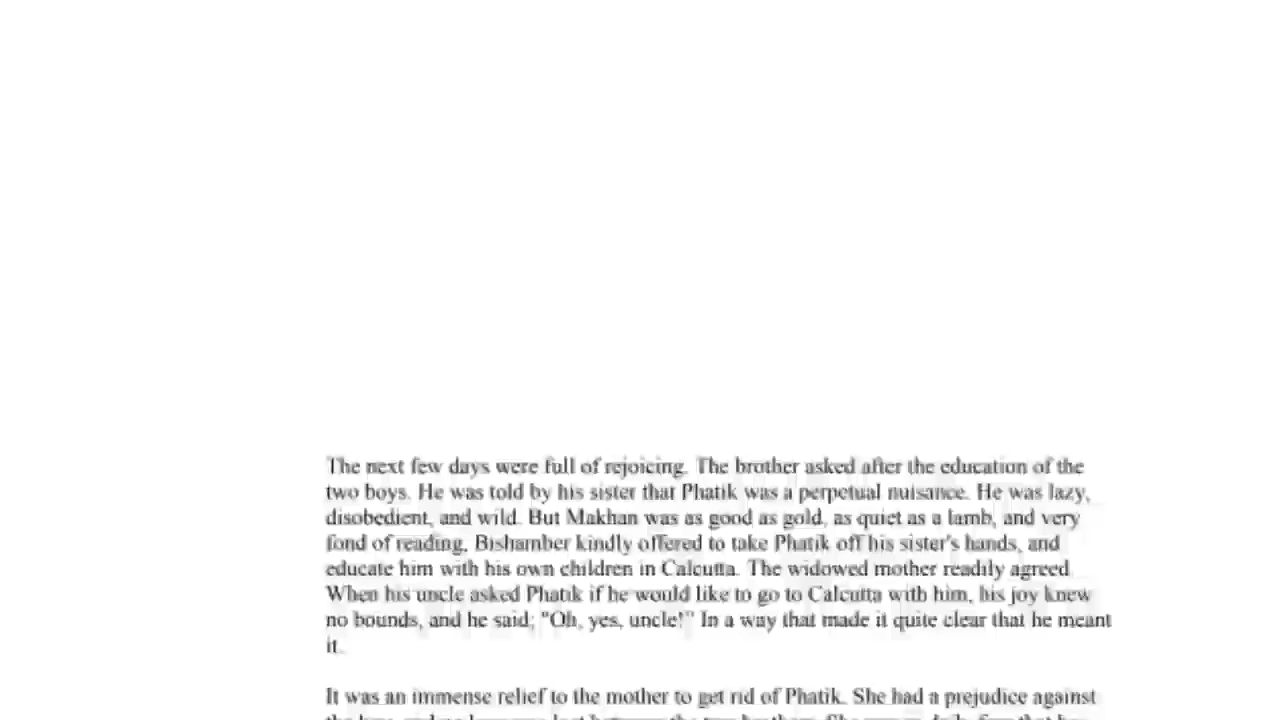 The next few days were full of rejoicing. The brother asked after the education of the
two boys. He was told by his sister that Phatik was a perpetual nuisance. He was lazy,
disobedient, and wild. But Makhan was as good as gold, as quiet as a lamb, and very
fond of reading, Bishamber kindly offered to take Phatik off his sister's hands, and
educate him with his own children in Calcutta. The widowed mother readily agreed.
When his uncle asked Phatik if he would like to go to Calcutta with him, his joy knew
no bounds, and he said; "Oh, yes, uncle!" In a way that made it quite clear that he meant
it.
It was an immense relief to the mother to get rid of Phatik. She had a prejudice against